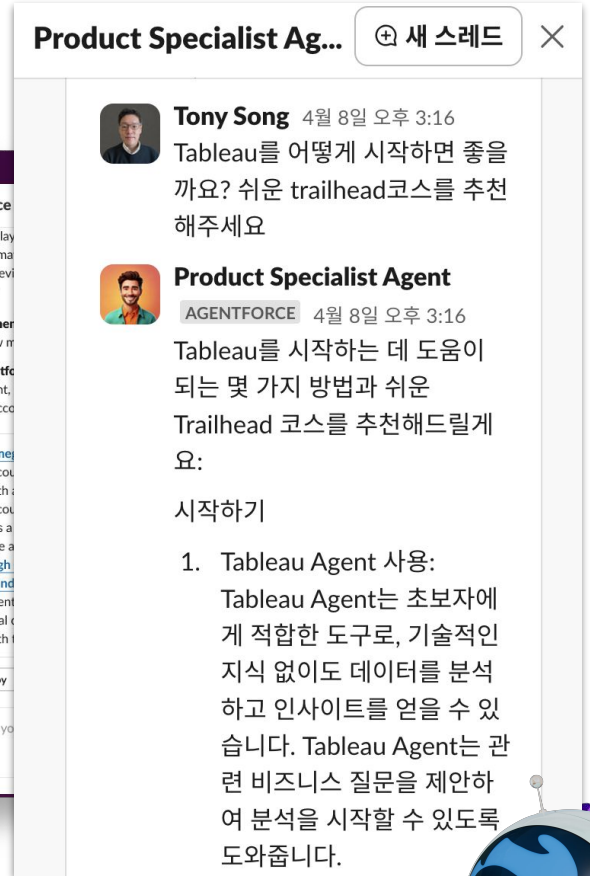 Product Specialist Ag...
새 스레드
Tony Song 4월 8일 오후 3:16
Tableau를 어떻게 시작하면 좋을
까요? 쉬운 trailhead코스를 추천
해주세요
Product Specialist Agent
AGENTFORCE 4월 8일 오후 3:16
Tableau를 시작하는 데 도움이
되는 몇 가지 방법과 쉬운
Trailhead 코스를 추천해드릴게
요:
시작하기
1. Tableau Agent 사용:
Tableau Agent는 초보자에
게 적합한 도구로, 기술적인
지식 없이도 데이터를 분석
하고 인사이트를 얻을 수 있
습니다. Tableau Agent는 관
련 비즈니스 질문을 제안하
여 분석을 시작할 수 있도록
도와줍니다.